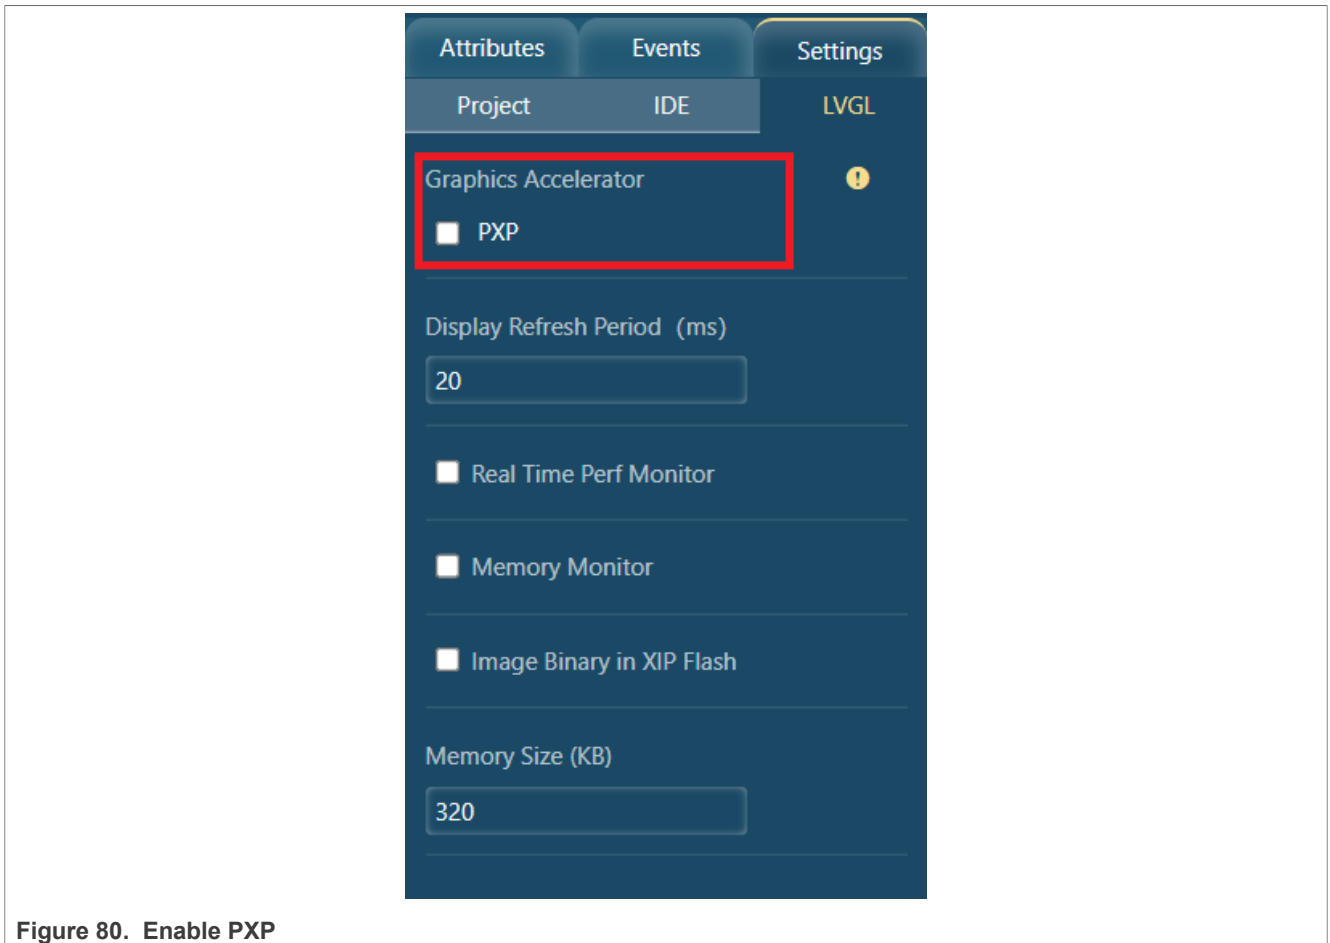 Attributes Events Settings
Project IDE LVGL
Graphics Accelerator
PXP
Display Refresh Period (ms)
20
Real Time Perf Monitor
Memory Monitor
Image Binary in XIP Flash
Memory Size (KB)
320
Figure 80. Enable PXP